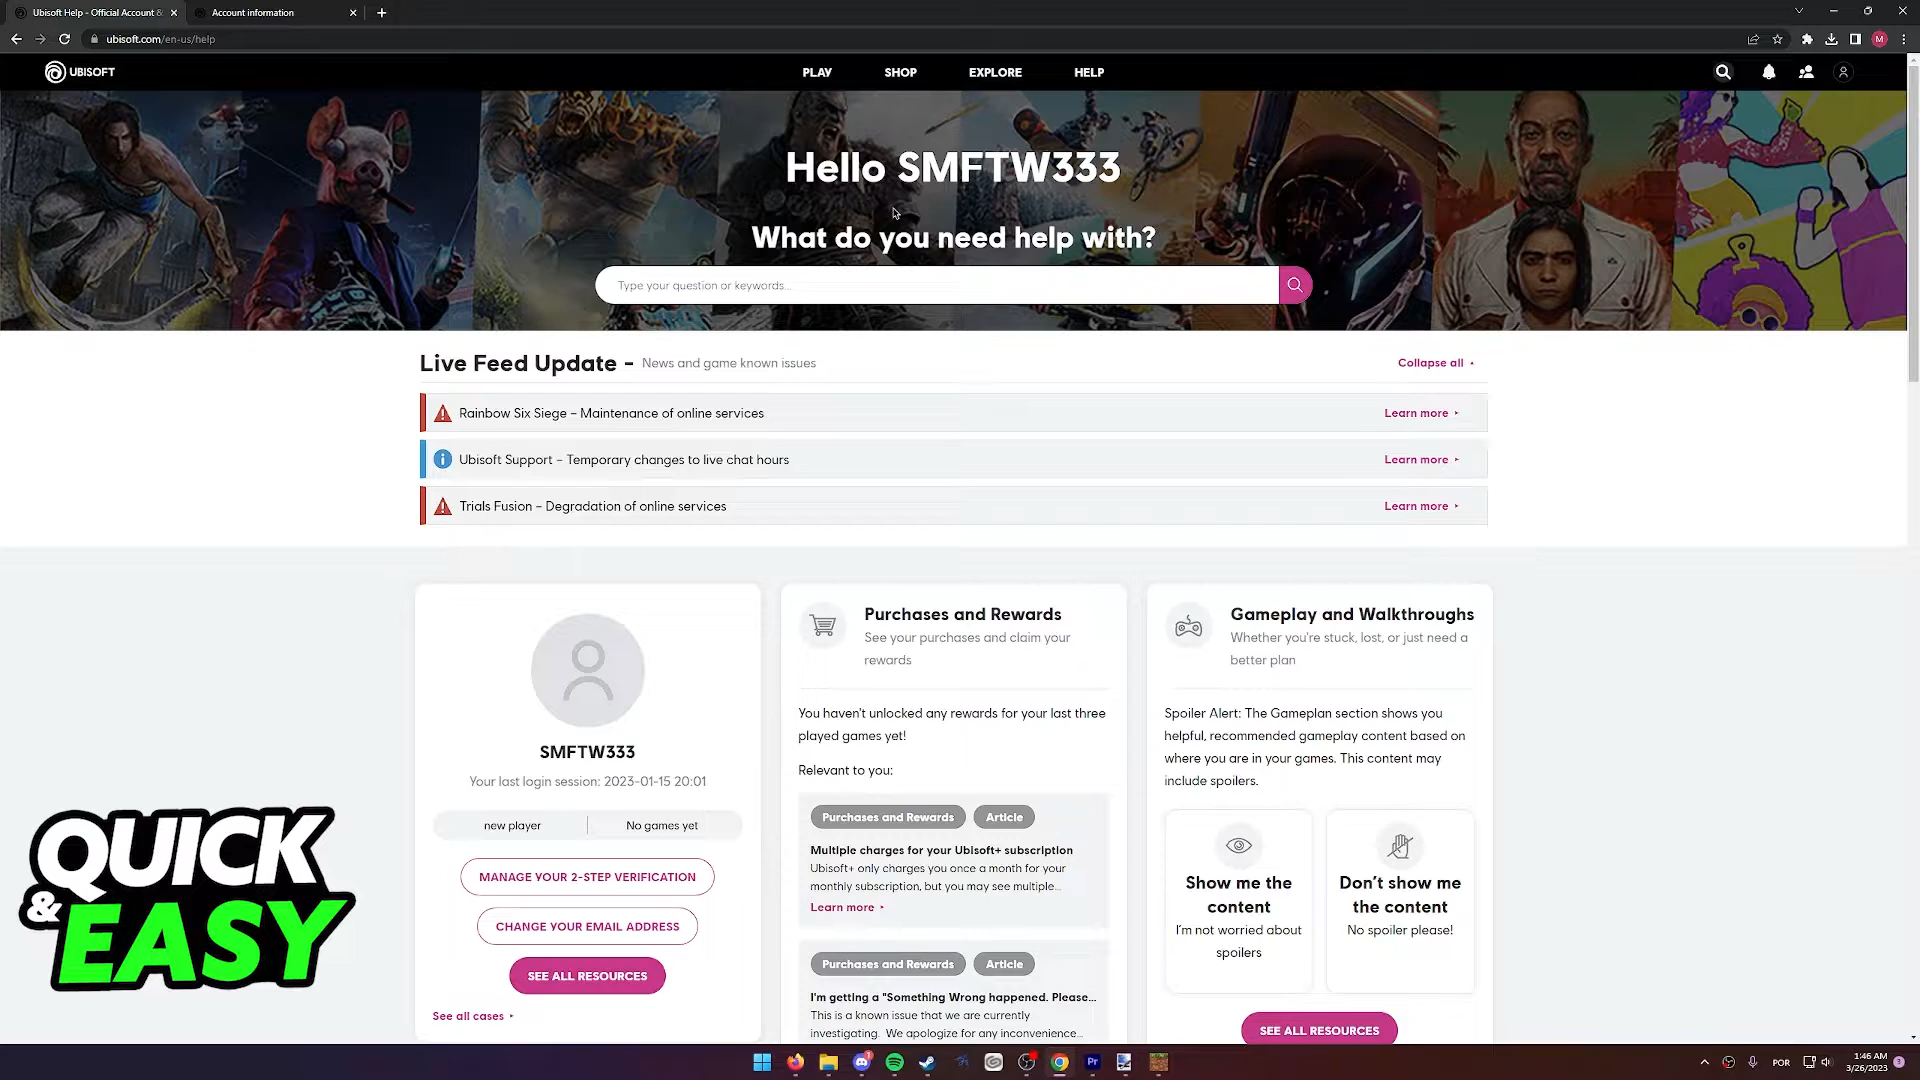 Ubisoft Help - Official Account &
Account information
ubisoft.com/en-us/help
M
UBISOFT
PLAY
SHOP
EXPLORE
HELP
Hello SMFTW333
What do you need help with?
Type your question or keywords...
Live Feed Update - News and game known issues
Collapse all
Rainbow Six Siege – Maintenance of online services
Learn more
Ubisoft Support – Temporary changes to live chat hours
Learn more
Trials Fusion – Degradation of online services
Learn more
SMFTW333
Your last login session: 2023-01-15 20:01
new player
No games yet
MANAGE YOUR 2-STEP VERIFICATION
CHANGE YOUR EMAIL ADDRESS
SEE ALL RESOURCES
See all cases
Purchases and Rewards
See your purchases and claim your
rewards
You haven't unlocked any rewards for your last three
played games yet!
Relevant to you:
Purchases and Rewards
Article
Multiple charges for your Ubisoft+ subscription
Ubisoft+ only charges you once a month for your
monthly subscription, but you may see multiple...
Learn more
Purchases and Rewards
Article
I'm getting a "Something Wrong happened. Please...
This is a known issue that we are currently
investigating. We apologize for any inconvenience...
Gameplay and Walkthroughs
Whether you're stuck, lost, or just need a
better plan
Spoiler Alert: The Gameplan section shows you
helpful, recommended gameplay content based on
where you are in your games. This content may
include spoilers.
Show me the
content
I'm not worried about
spoilers
Don't show me
the content
No spoiler please!
SEE ALL RESOURCES
QUICK
& EASY
Pr
POR
1:46 AM
3/26/2023
3